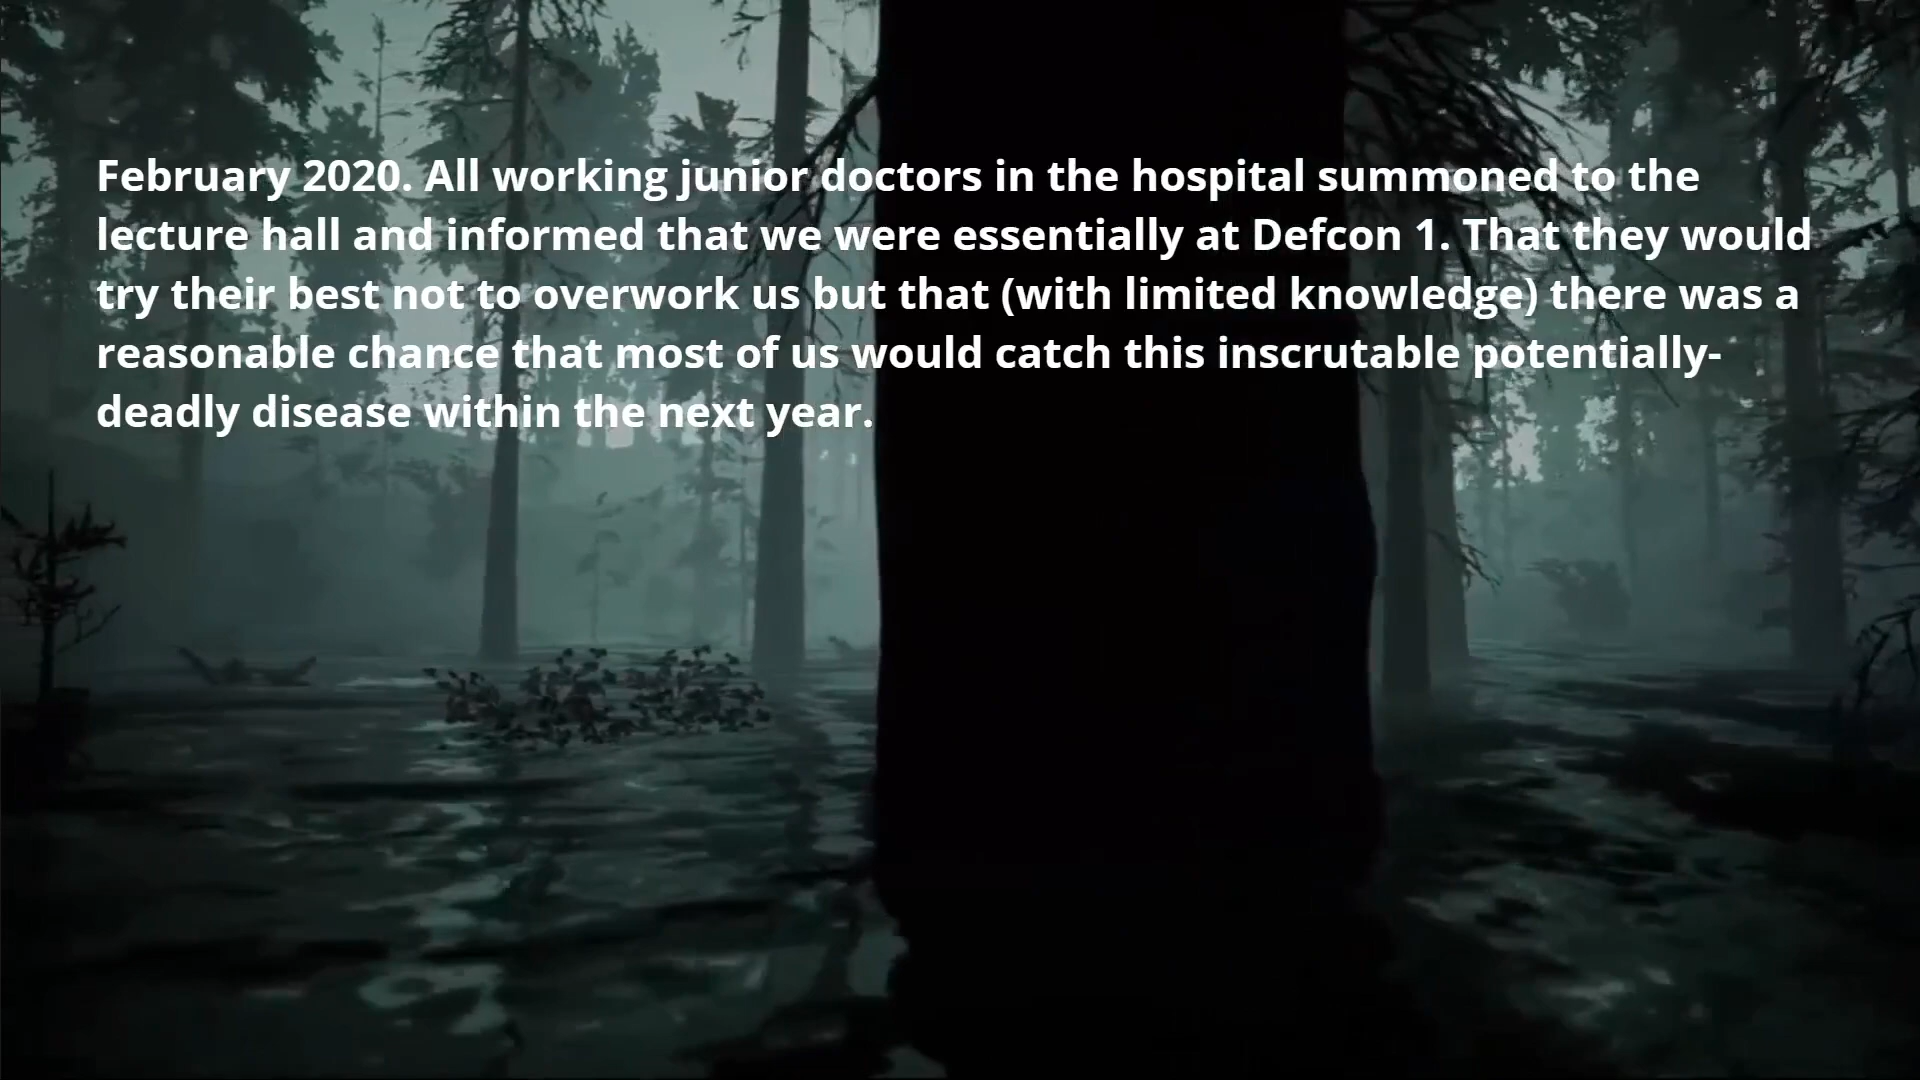 February 2020. All working junior doctors in the hospital summoned to the
lecture hall and informed that we were essentially at Defcon 1. That they would
try their best not to overwork us but that (with limited knowledge) there was a
reasonable chance that most of us would catch this inscrutable potentially-
deadly disease within the next year.